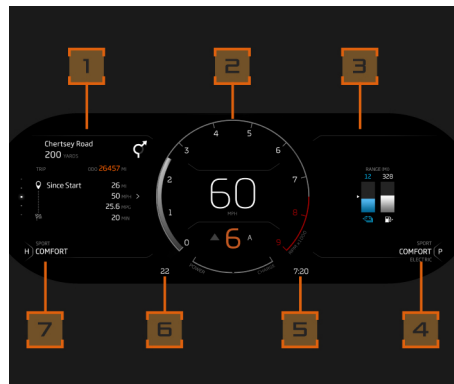 1 2 3
Chertsey Road
200 YARDS
TRIP ODO 26457 MI
Since Start 26 MI
50 MPH >
25.6 MPG
20 MIN
0 1 2 3 4 5 6 7 8 9
60
MPH
6 A
POWER CHARGE
RANGE (MI)
12 328
SPORT
H COMFORT
SPORT
COMFORT P
ELECTRIC
22 7:20
7 6 5 4